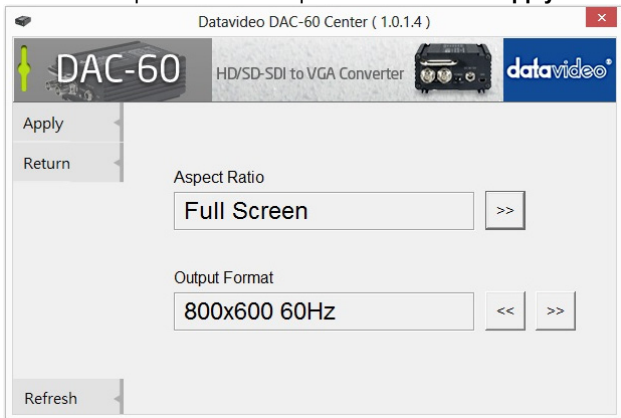 Datavideo DAC-60 Center ( 1.0.1.4 )
×
DAC-60
HD/SD-SDI to VGA Converter
datavideo®
Apply
Return
Aspect Ratio
Full Screen
>>
Output Format
800x600 60Hz
<< >>
Refresh